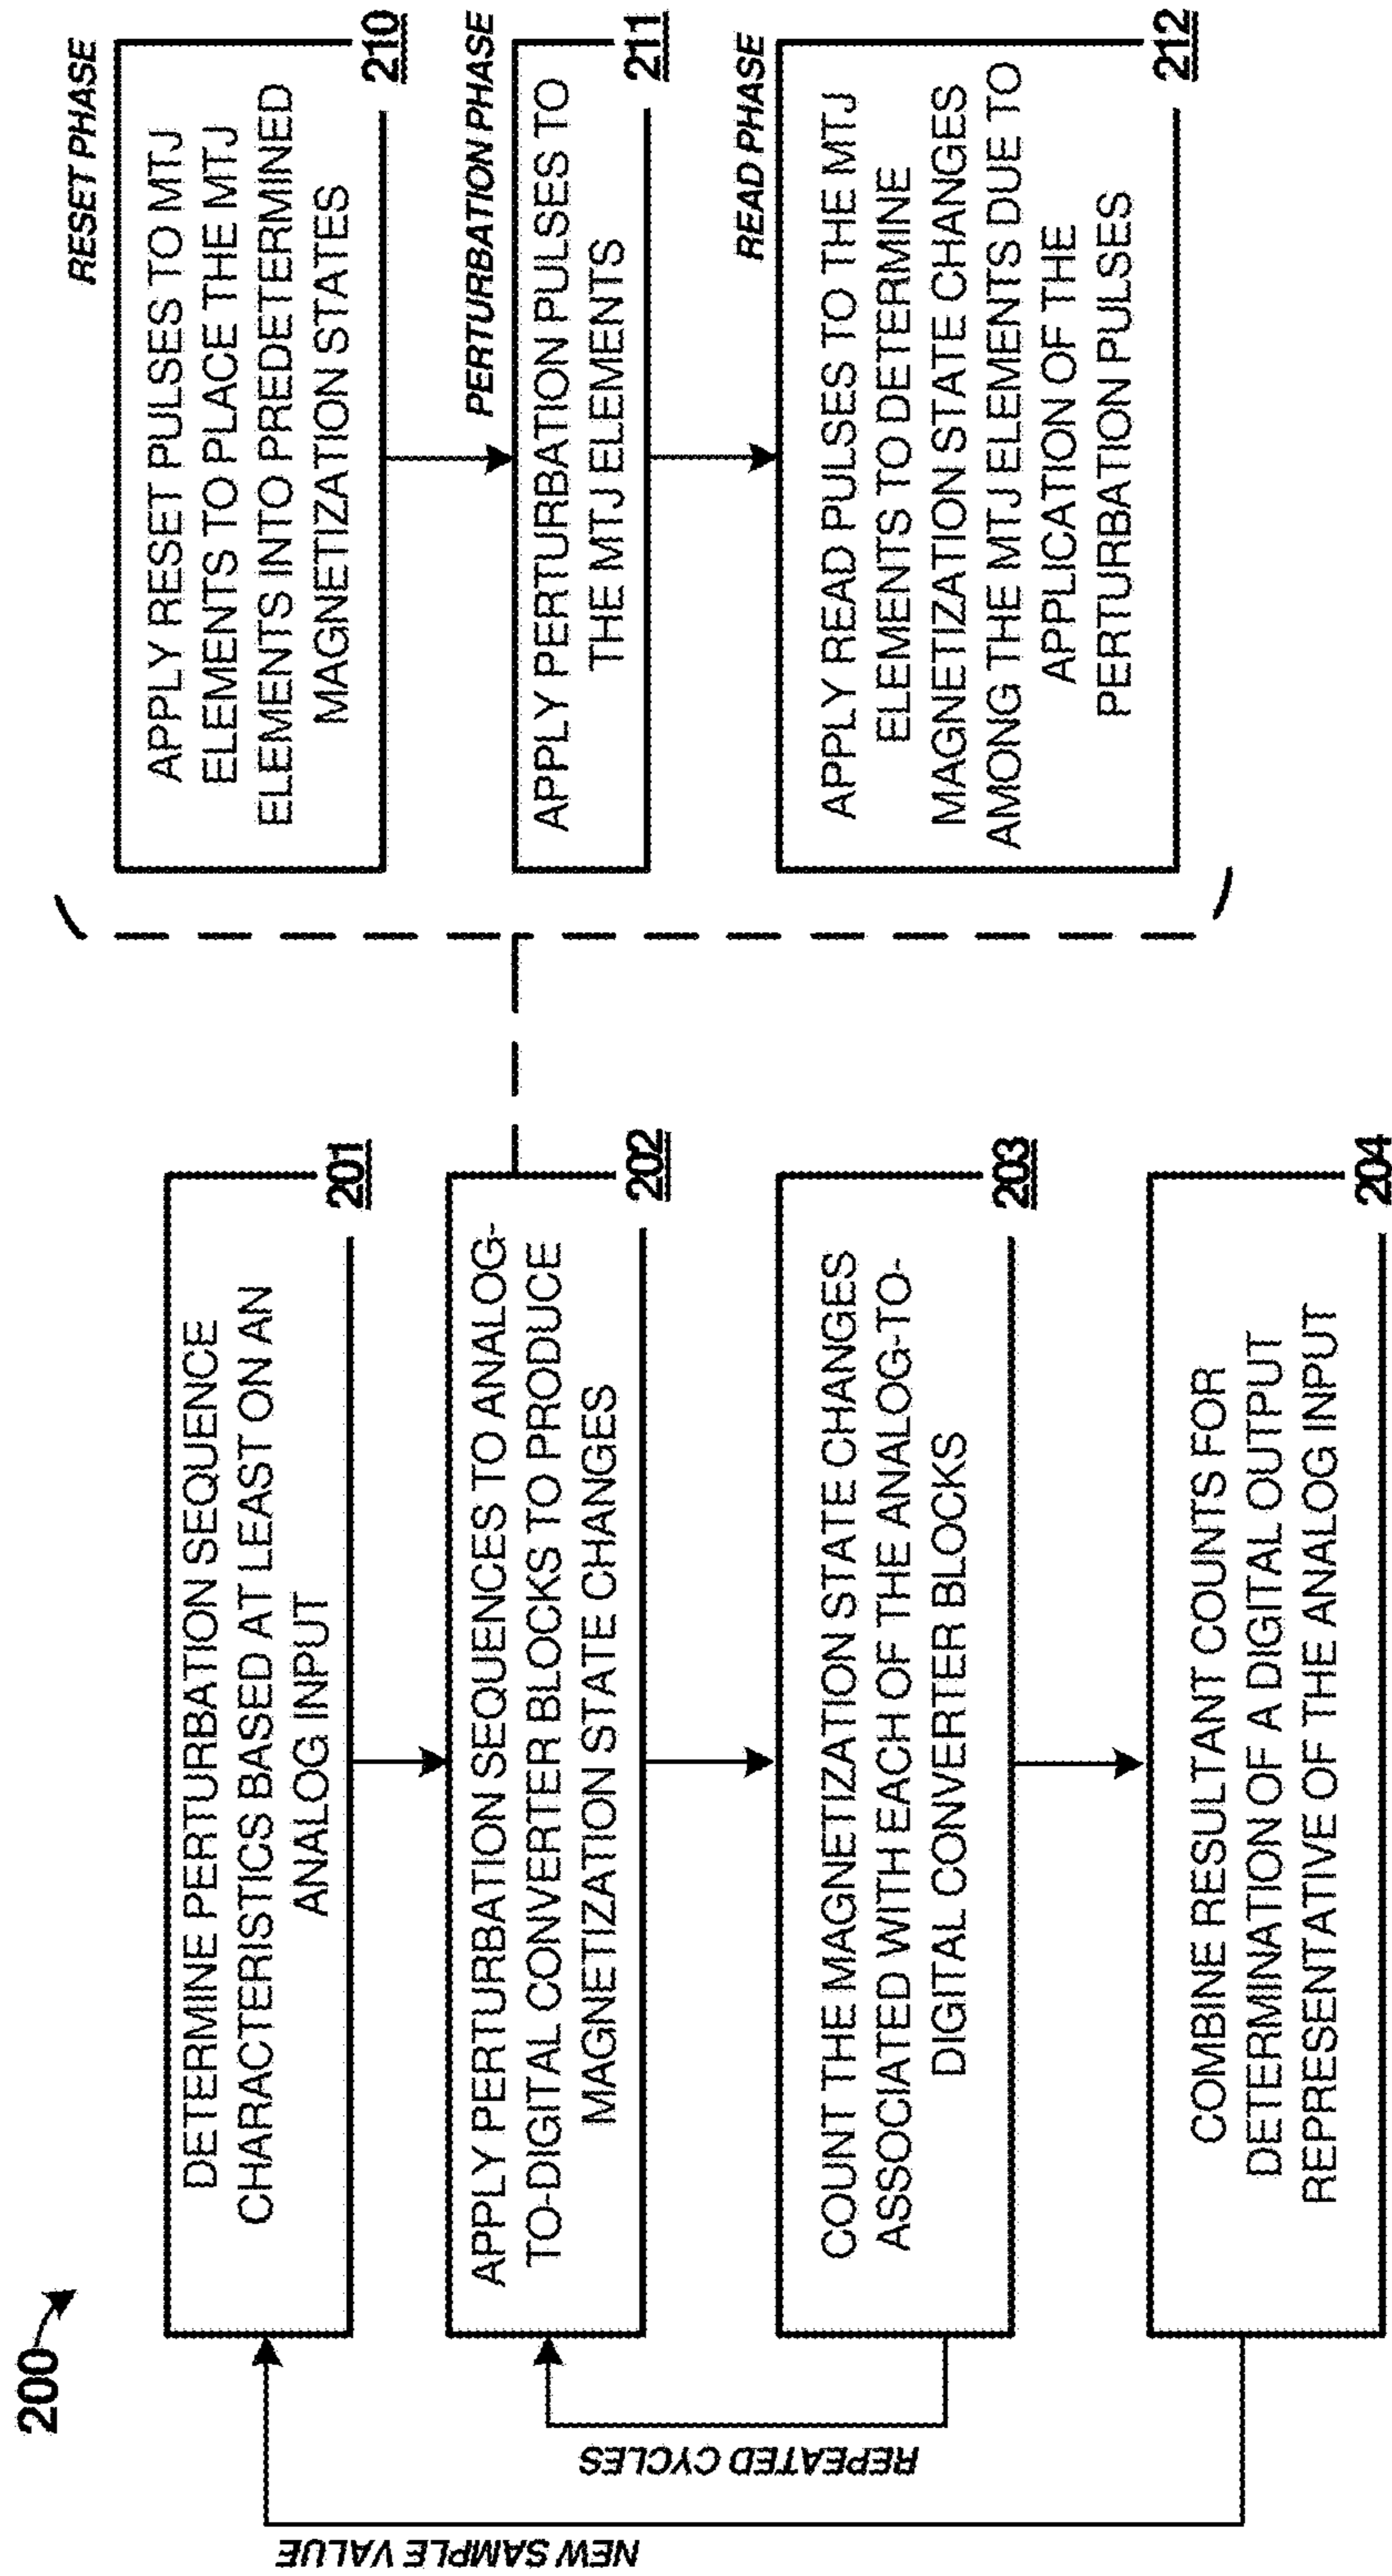 200
DETERMINE PERTURBATION SEQUENCE
CHARACTERISTICS BASED AT LEAST ON AN
ANALOG INPUT
201
APPLY PERTURBATION SEQUENCES TO ANALOG-
TO-DIGITAL CONVERTER BLOCKS TO PRODUCE
MAGNETIZATION STATE CHANGES
202
COUNT THE MAGNETIZATION STATE CHANGES
ASSOCIATED WITH EACH OF THE ANALOG-TO-
DIGITAL CONVERTER BLOCKS
203
COMBINE RESULTANT COUNTS FOR
DETERMINATION OF A DIGITAL OUTPUT
REPRESENTATIVE OF THE ANALOG INPUT
204
REPEATED CYCLES
NEW SAMPLE VALUE
RESET PHASE
APPLY RESET PULSES TO MTJ
ELEMENTS TO PLACE THE MTJ
ELEMENTS INTO PREDETERMINED
MAGNETIZATION STATES
210
PERTURBATION PHASE
APPLY PERTURBATION PULSES TO
THE MTJ ELEMENTS
211
READ PHASE
APPLY READ PULSES TO THE MTJ
ELEMENTS TO DETERMINE
MAGNETIZATION STATE CHANGES
AMONG THE MTJ ELEMENTS DUE TO
APPLICATION OF THE
PERTURBATION PULSES
212